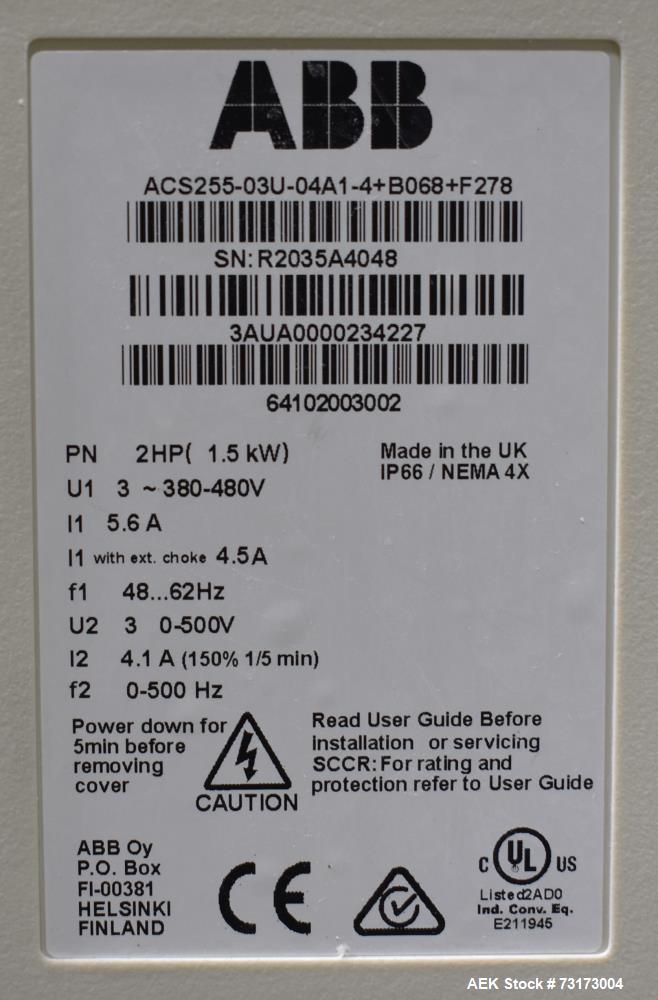 ABB
ACS255-03U-04A1-4+B068+F278
SN:R2035A4048
3AUA0000234227
64102003002
PN 2HP( 1.5 kW)
Made in the UK
U1 3 ~ 380-480V
IP66 / NEMA 4X
I1 5.6 A
I1 with ext. choke 4.5A
f1 48...62Hz
U2 3 0-500V
I2 4.1 A (150% 1/5 min)
f2 0-500 Hz
Power down for
5min before
removing
cover
CAUTION
Read User Guide Before
installation or servicing
SCCR: For rating and
protection refer to User Guide
ABB Oy
P.O. Box
FI-00381
HELSINKI
FINLAND
CE
C UL US
Listed2AD0
Ind. Conv. Eq.
E211945
AEK Stock # 73173004